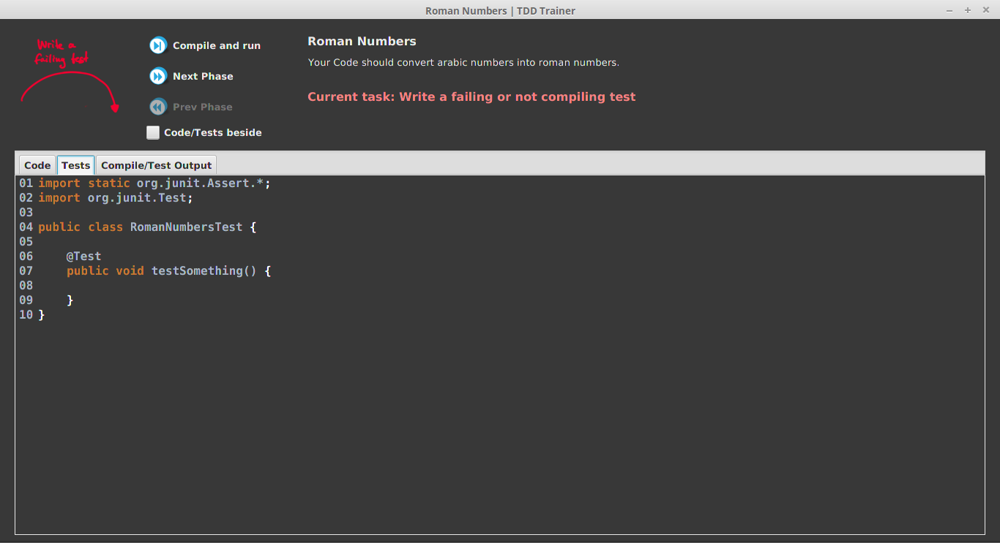 Roman Numbers | TDD Trainer
Write a
failing test
Compile and run
Next Phase
Prev Phase
Code/Tests beside
Roman Numbers
Your Code should convert arabic numbers into roman numbers.
Current task: Write a failing or not compiling test
Code Tests Compile/Test Output
01 import static org.junit.Assert.*;
02 import org.junit.Test;
03
04 public class RomanNumbersTest {
05
06     @Test
07     public void testSomething() {
08
09     }
10 }